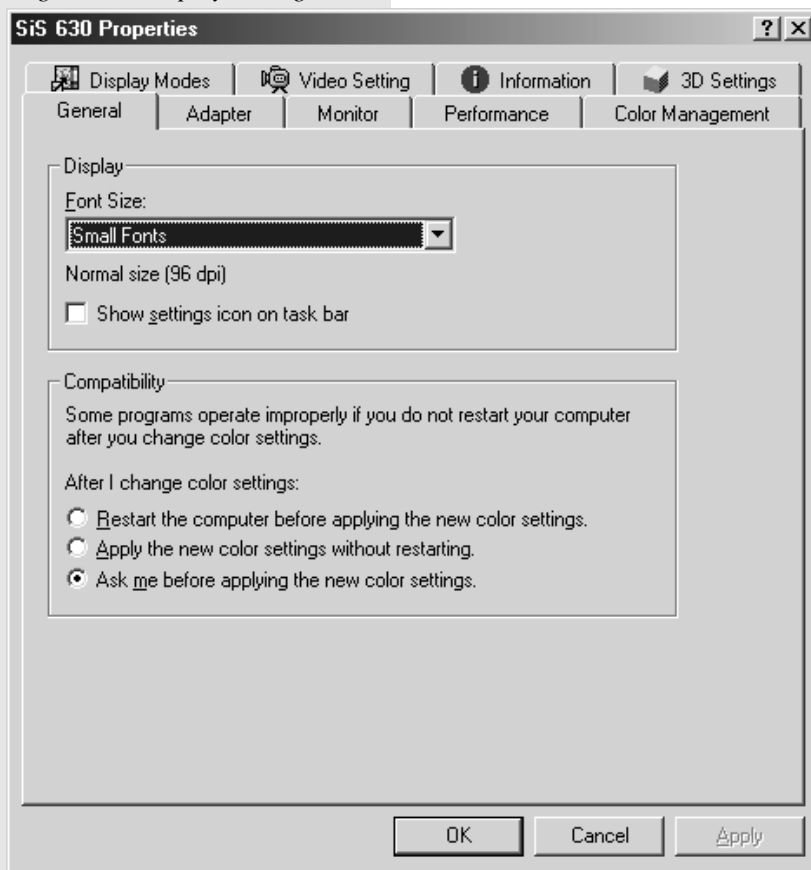 SiS 630 Properties
Display Modes Video Setting Information 3D Settings
General Adapter Monitor Performance Color Management
Display
Font Size:
Small Fonts
Normal size (96 dpi)
Show settings icon on task bar
Compatibility
Some programs operate improperly if you do not restart your computer
after you change color settings.
After I change color settings:
Restart the computer before applying the new color settings.
Apply the new color settings without restarting.
Ask me before applying the new color settings.
OK Cancel Apply